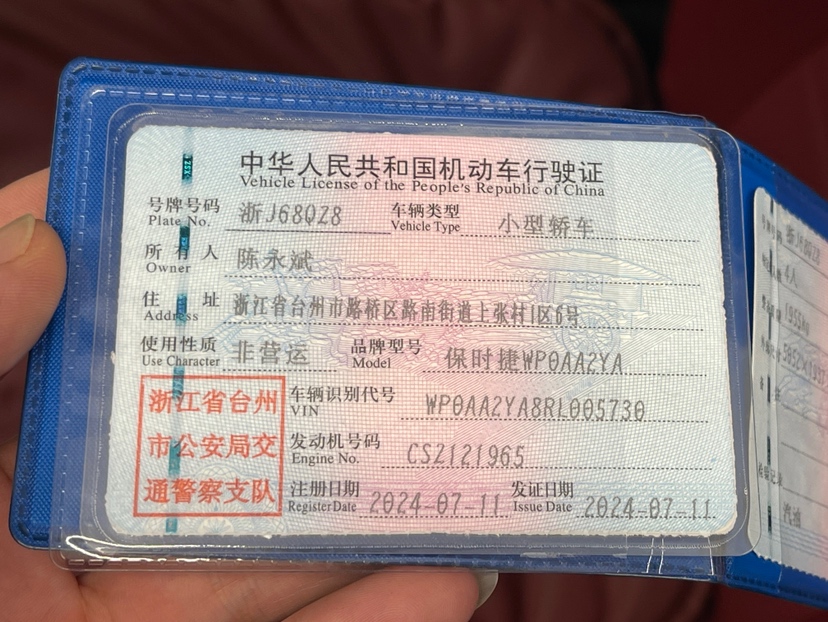 中华人民共和国机动车行驶证
Vehicle License of the People's Republic of China
号牌号码 浙J68QZ8 车辆类型 小型轿车
Plate No. Vehicle Type
所有人 陈永斌
Owner
住址 浙江省台州市路桥区路南街道上张村1区6号
Address
使用性质 非营运 品牌型号 保时捷WP0AA2YA
Use Character Model
浙江省台州
市公安局交
通警察支队
车辆识别代号 WP0AA2YA8RL005730
VIN
发动机号码 CSZ121965
Engine No.
注册日期 2024-07-11 发证日期 2024-07-11
Register Date Issue Date
4人
汽油